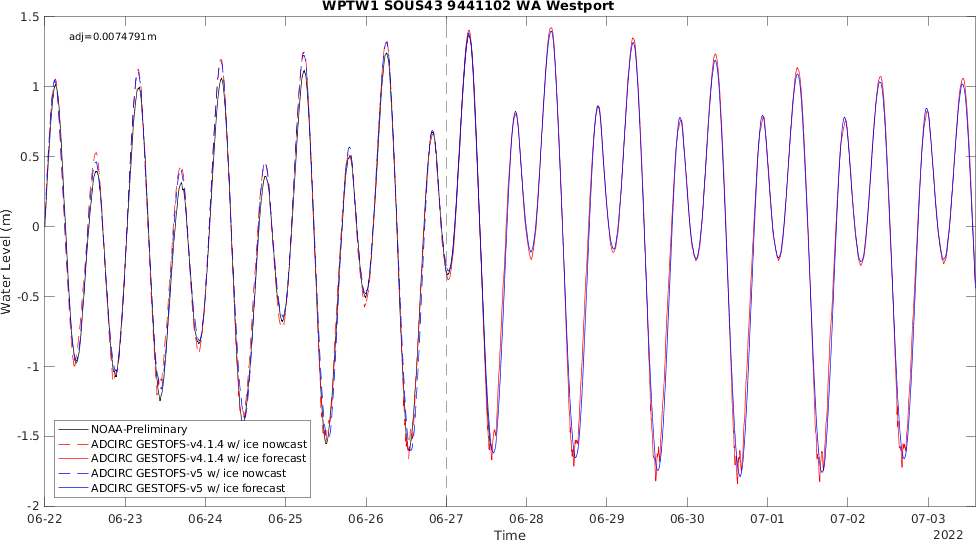 WPTW1 SOUS43 9441102 WA Westport
adj=0.0074791m
1.5
1
0.5
0
-0.5
-1
-1.5
-2
Water Level (m)
NOAA-Preliminary
ADCIRC GESTOFS-v4.1.4 w/ ice nowcast
ADCIRC GESTOFS-v4.1.4 w/ ice forecast
ADCIRC GESTOFS-v5 w/ ice nowcast
ADCIRC GESTOFS-v5 w/ ice forecast
06-22 06-23 06-24 06-25 06-26 06-27 06-28 06-29 06-30 07-01 07-02 07-03
Time
2022